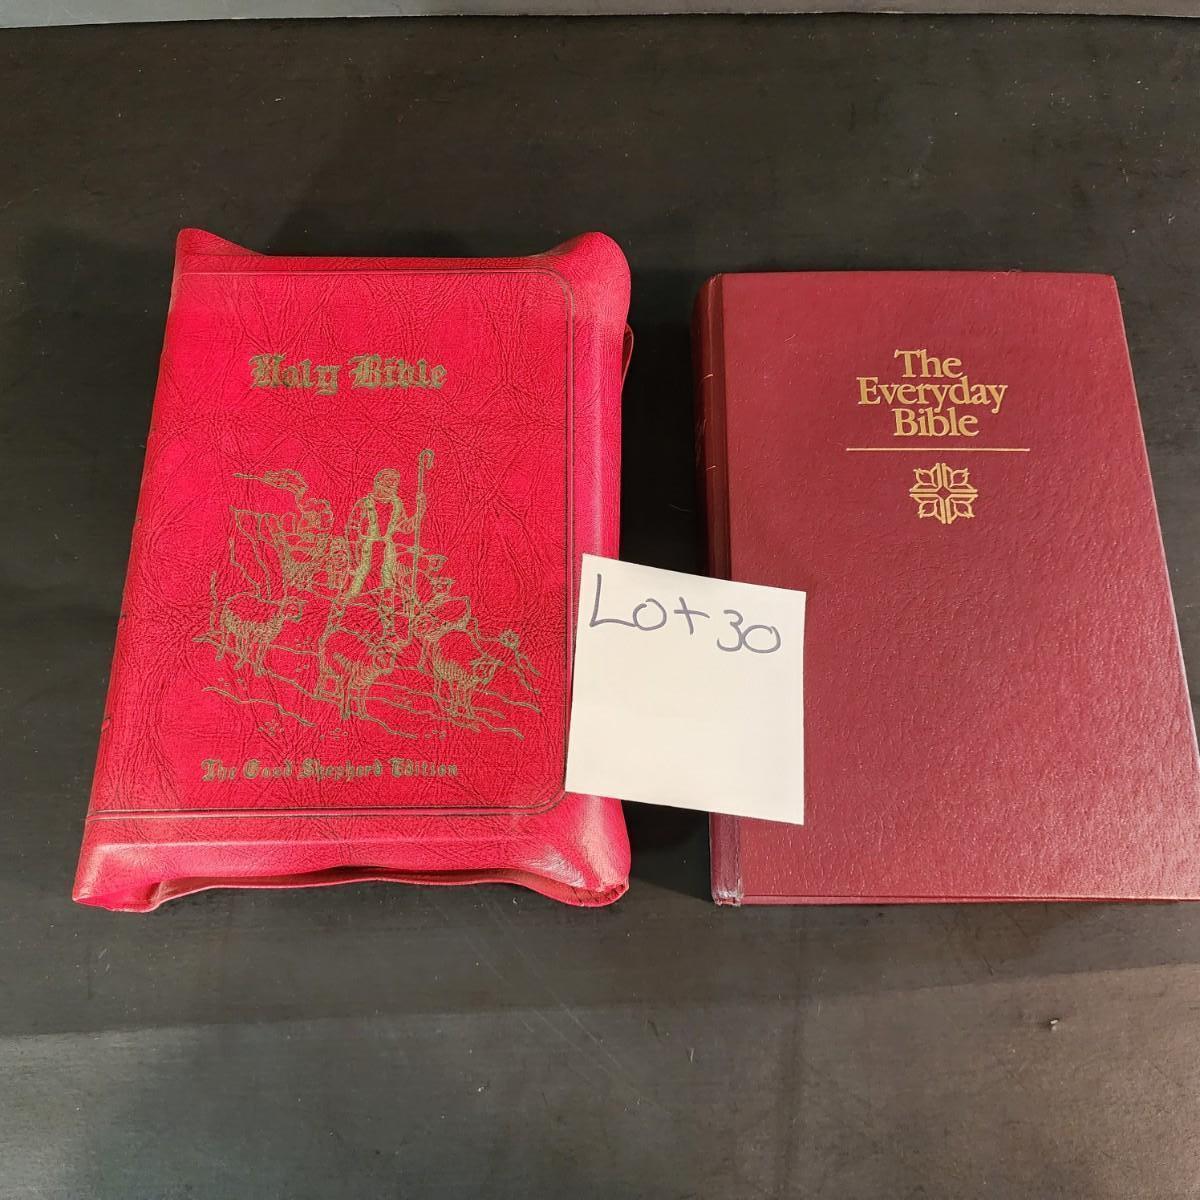 Holy Bible
The Good Shepherd Edition
Lot 30
The
Everyday
Bible